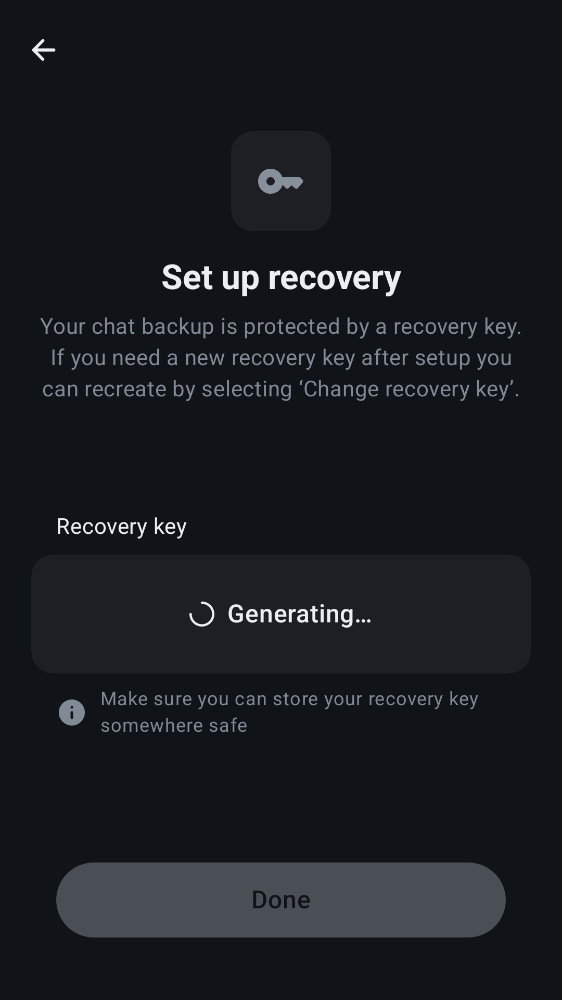 Set up recovery
Your chat backup is protected by a recovery key.
If you need a new recovery key after setup you
can recreate by selecting ‘Change recovery key’.
Recovery key
Generating…
Make sure you can store your recovery key
somewhere safe
Done